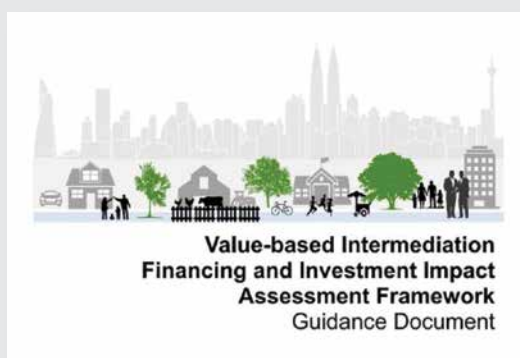 Value-based Intermediation
Financing and Investment Impact
Assessment Framework
Guidance Document